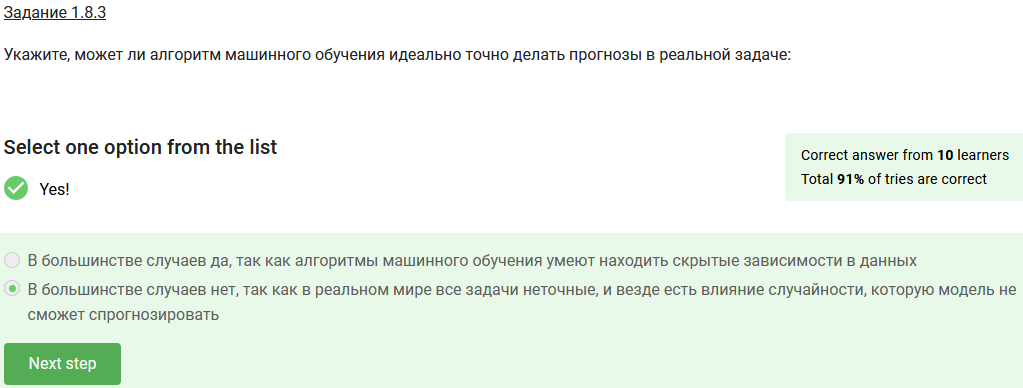 Задание 1.8.3
Укажите, может ли алгоритм машинного обучения идеально точно делать прогнозы в реальной задаче:
Select one option from the list
Correct answer from 10 learners
Total 91% of tries are correct
Yes!
В большинстве случаев да, так как алгоритмы машинного обучения умеют находить скрытые зависимости в данных
В большинстве случаев нет, так как в реальном мире все задачи неточные, и везде есть влияние случайности, которую модель не
сможет спрогнозировать
Next step